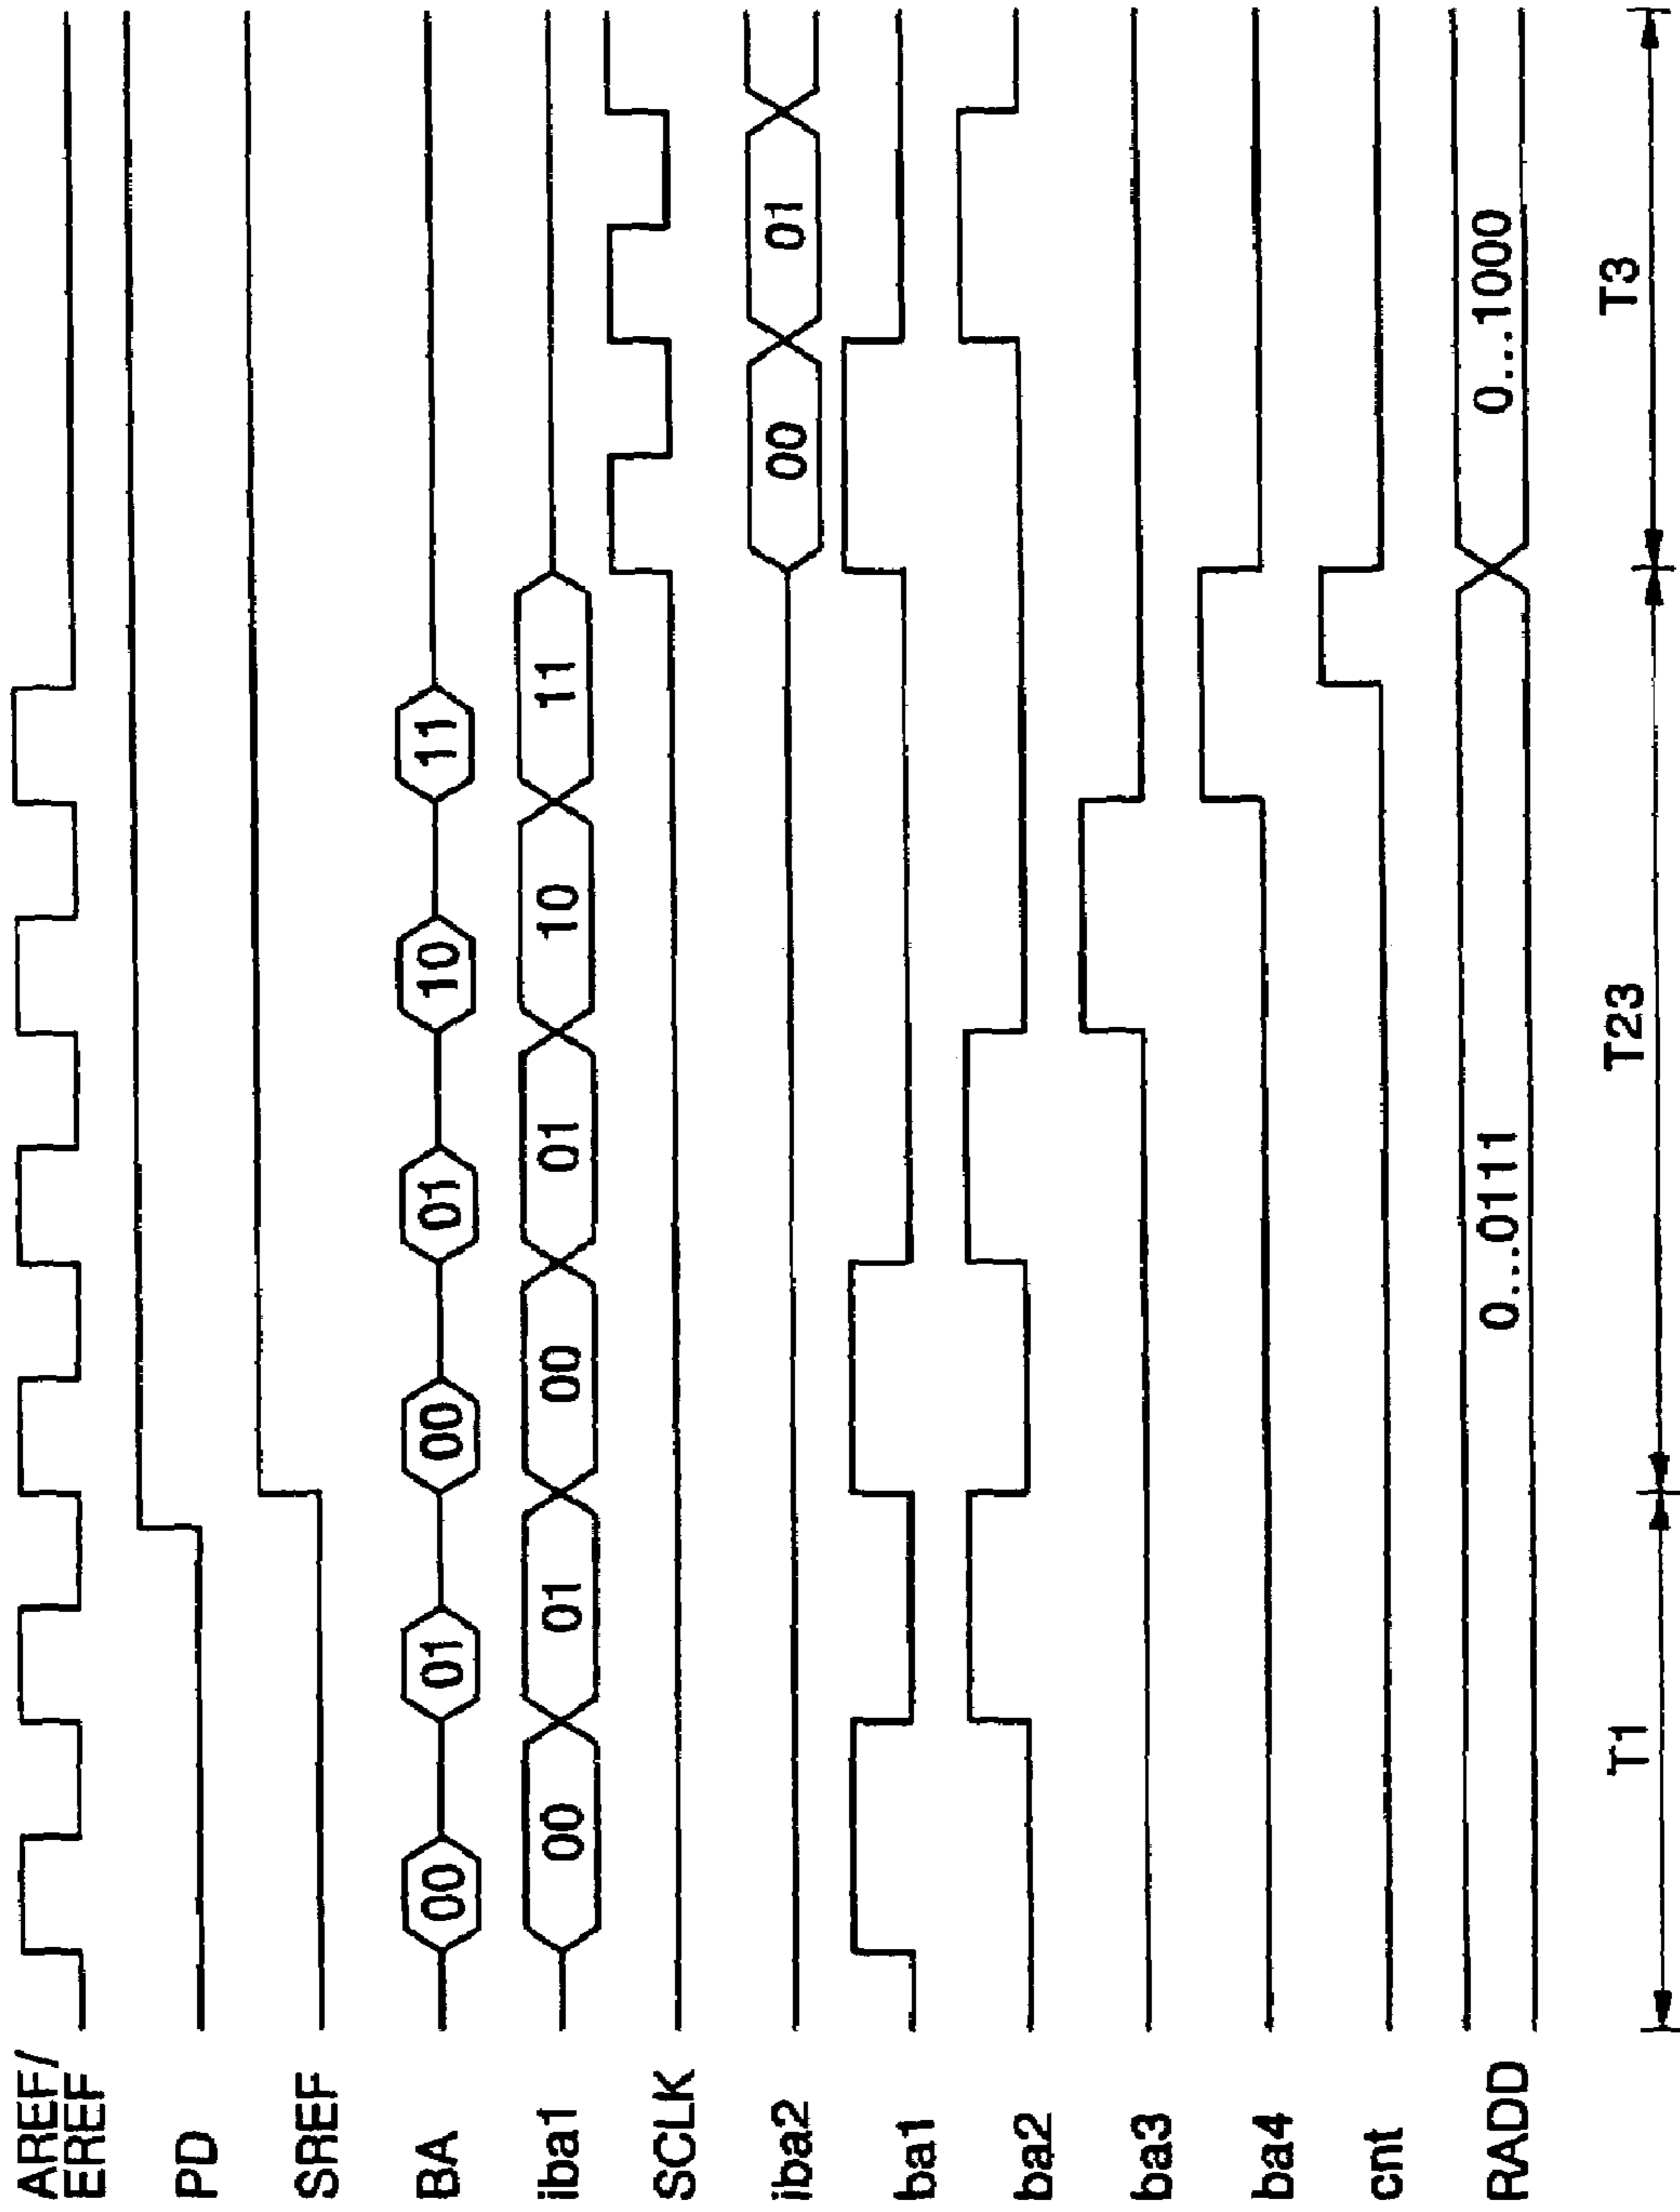 AREF/
EREF
PD
SREF
BA 00 01 00 01 10 11
iba1 00 01 00 01 10 11
SCLK
iba2 00 01
ba1
ba2
ba3
ba4
cnt
RADD 0...0111 0...1000
T1 T23 T3